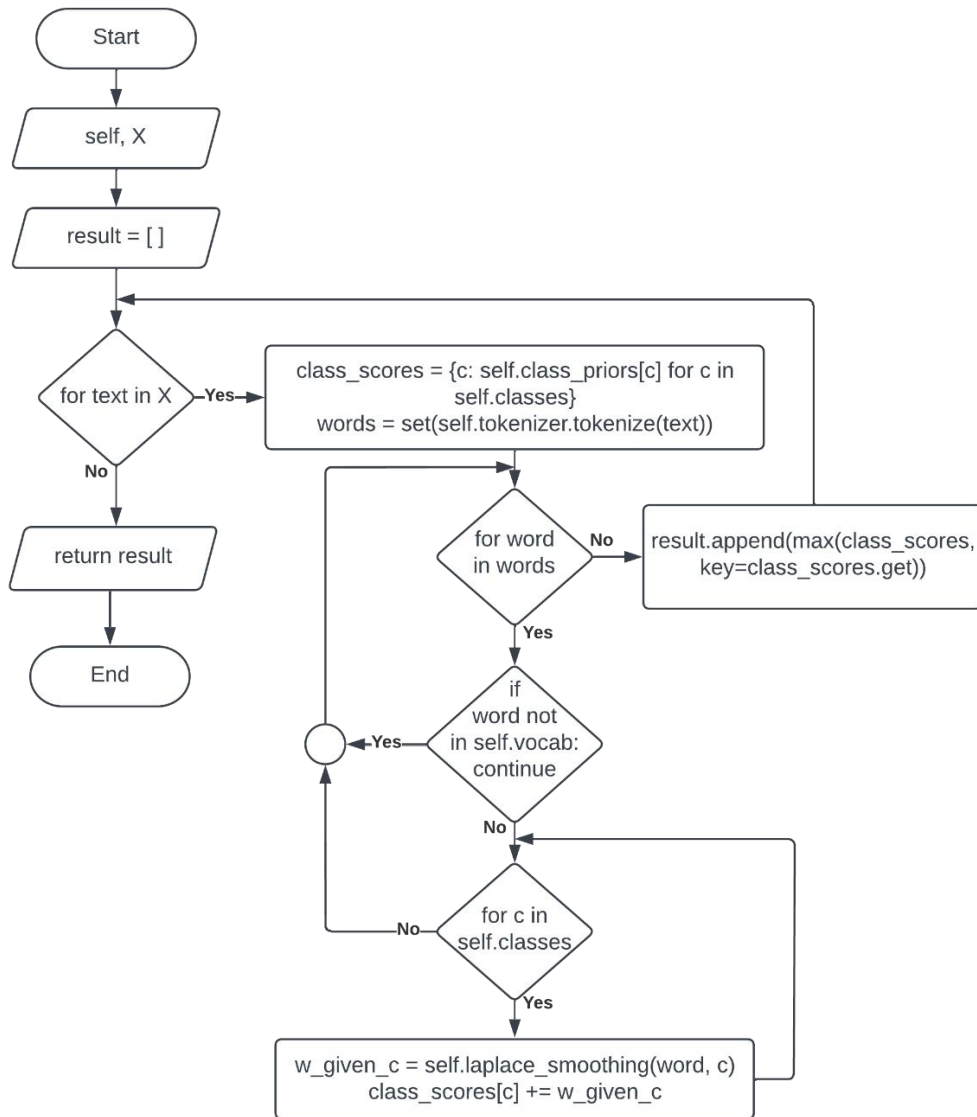 Start
self, X
result = [ ]
for text in X
Yes
No
class_scores = {c: self.class_priors[c] for c in
self.classes}
words = set(self.tokenizer.tokenize(text))
return result
End
for word
in words
No
Yes
result.append(max(class_scores,
key=class_scores.get))
if
word not
in self.vocab:
continue
Yes
No
for c in
self.classes
No
Yes
w_given_c = self.laplace_smoothing(word, c)
class_scores[c] += w_given_c